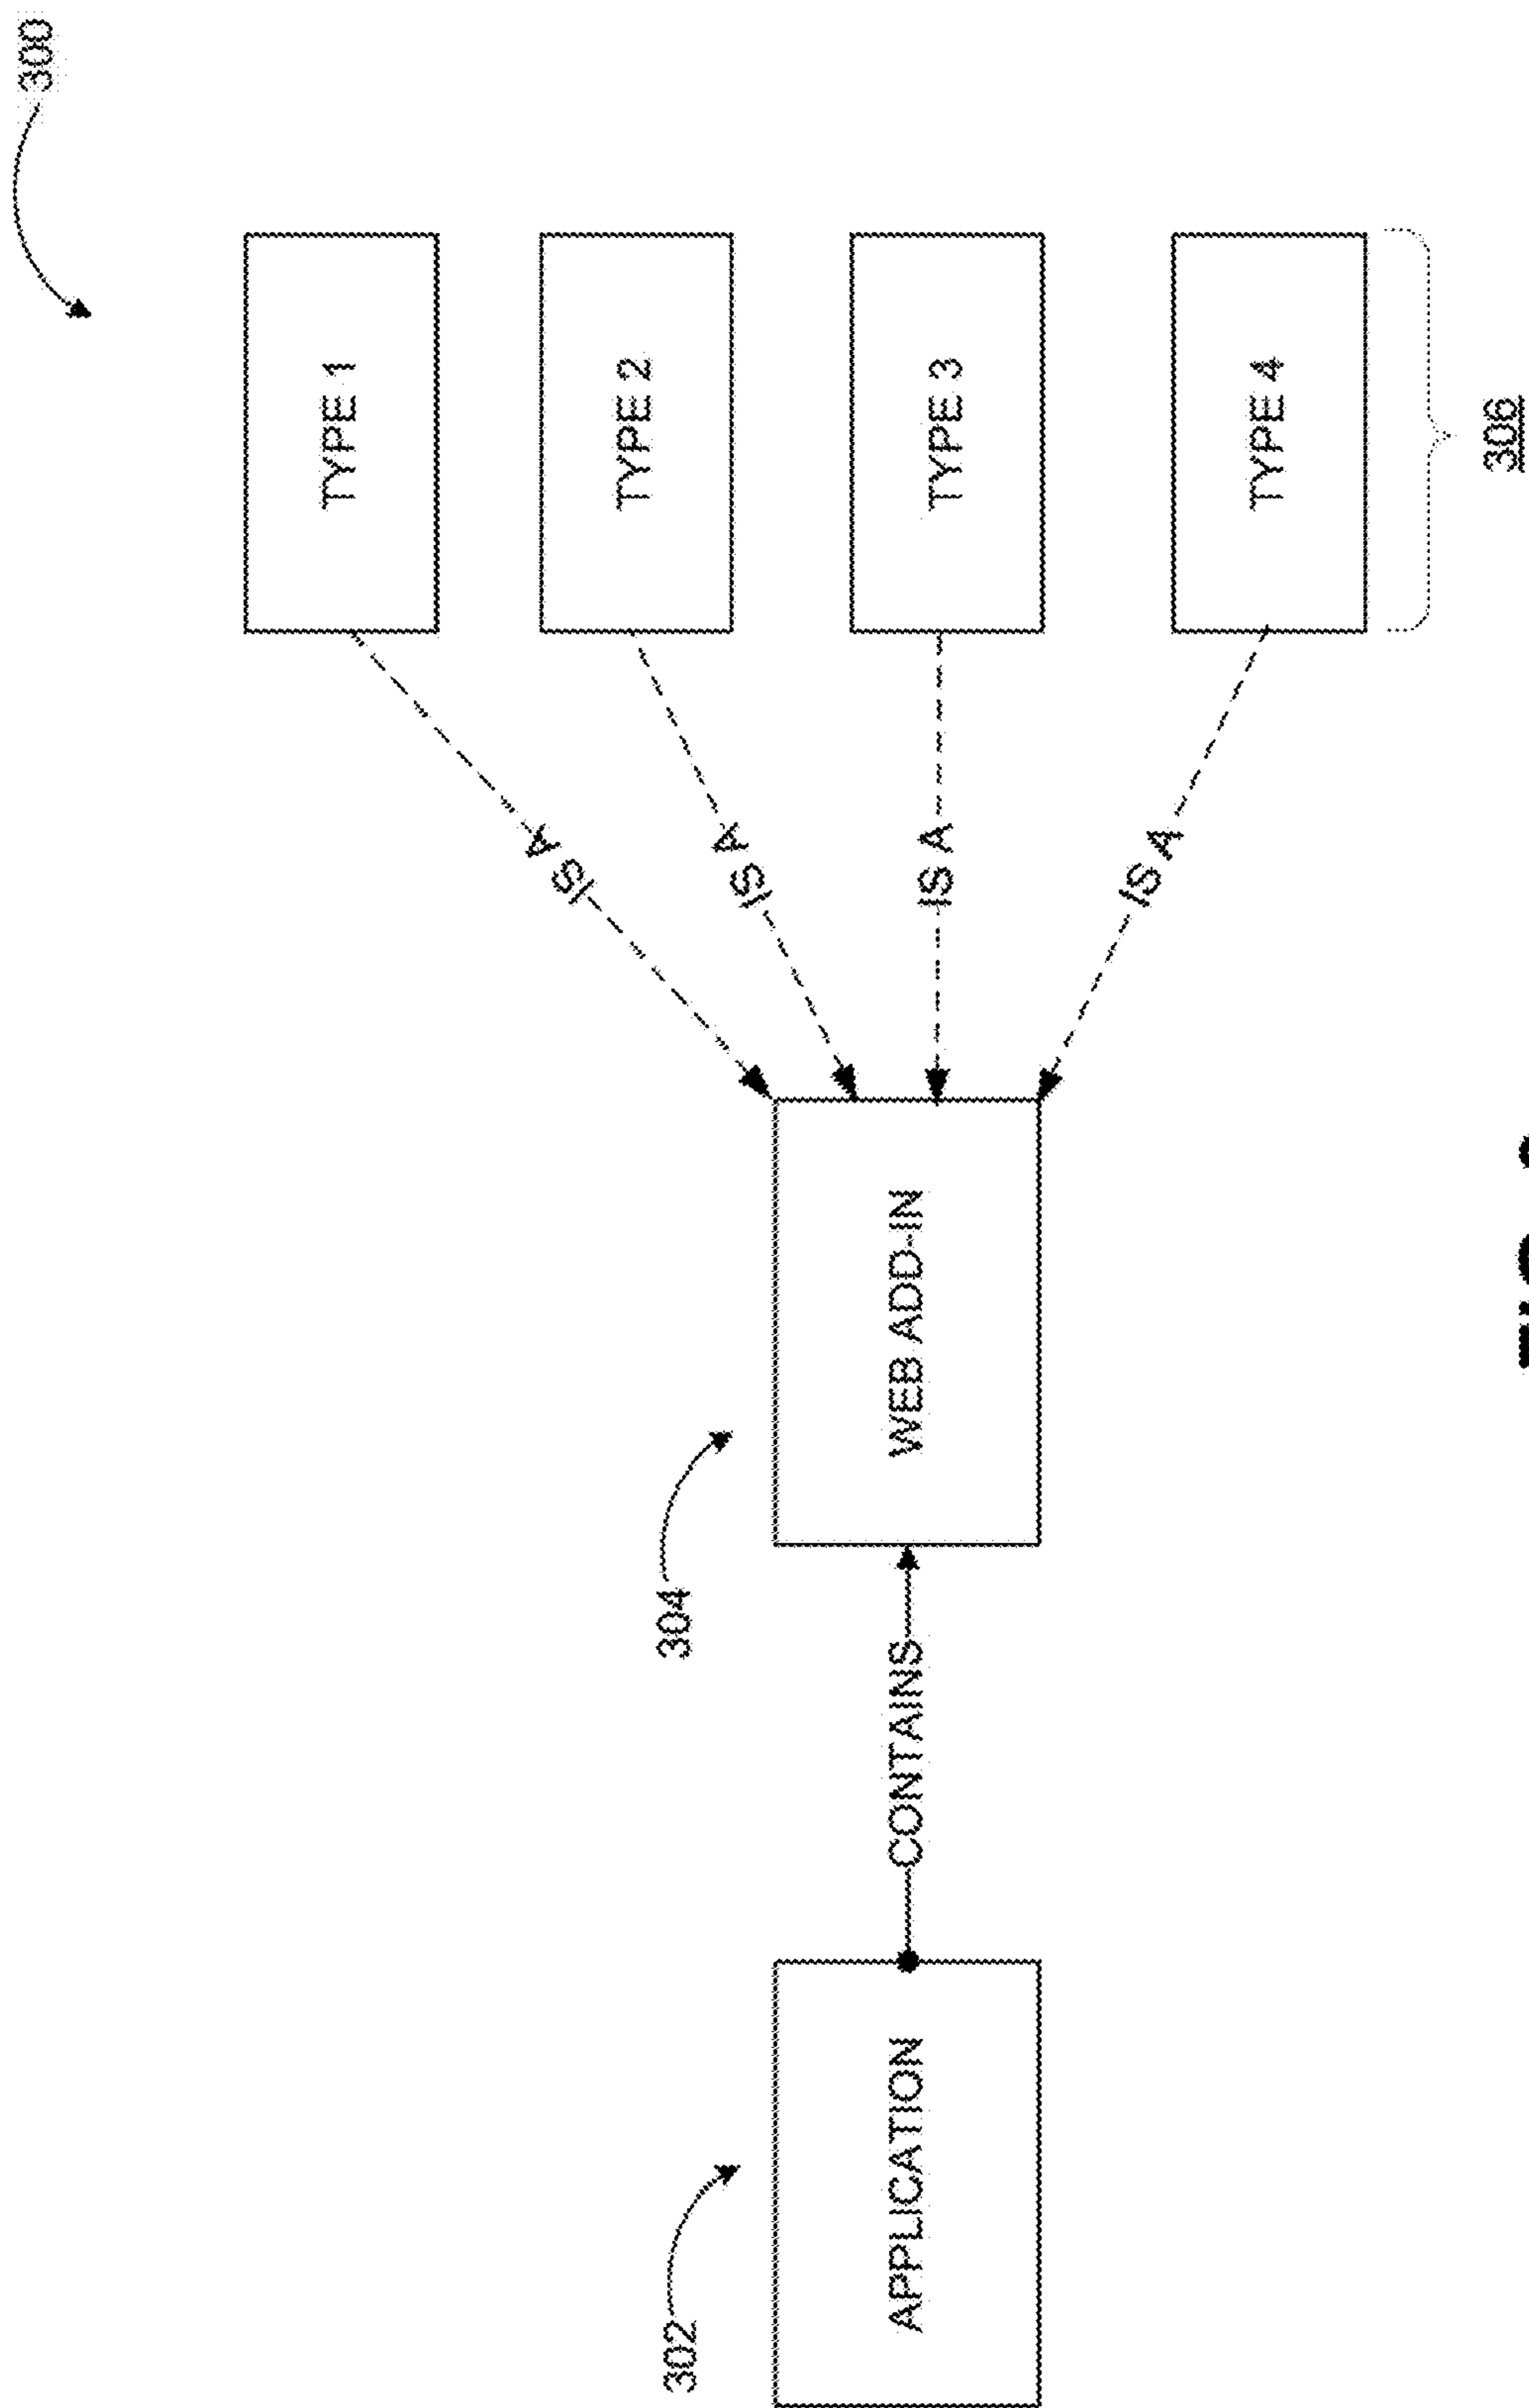 300
TYPE 1
TYPE 2
TYPE 3
TYPE 4
IS A
IS A
IS A
IS A
306
304
WEB ADD-IN
CONTAINS
302
APPLICATION